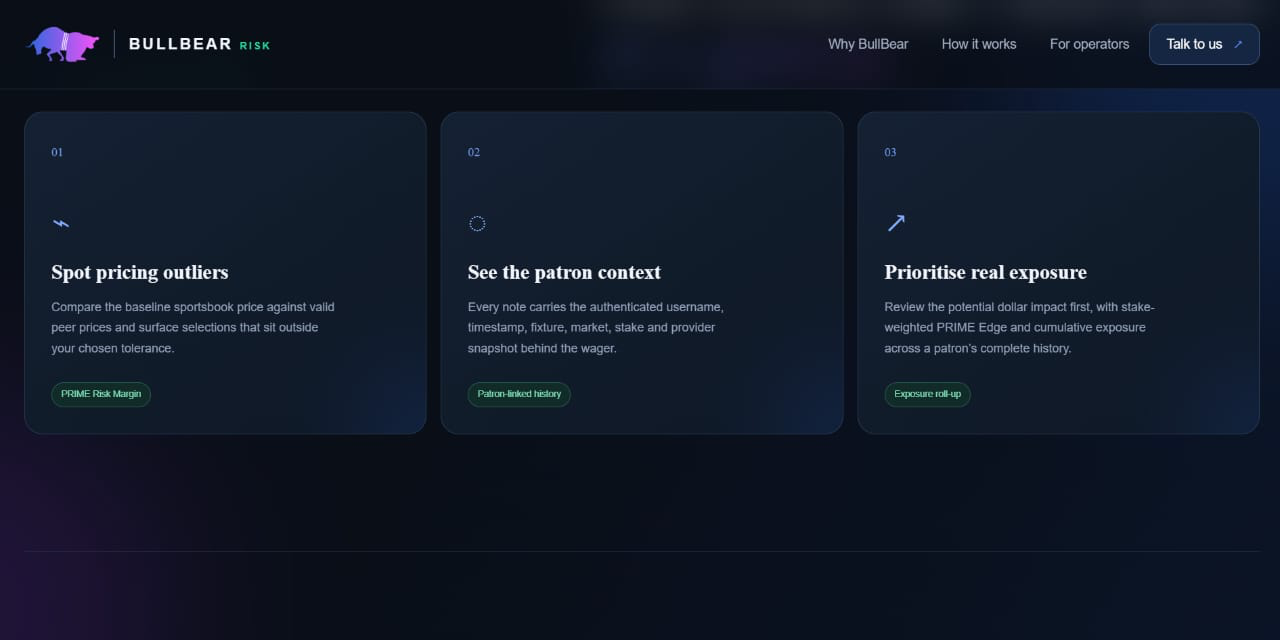 BULLBEAR RISK
Why BullBear
How it works
For operators
Talk to us ↗
01
Spot pricing outliers
Compare the baseline sportsbook price against valid
peer prices and surface selections that sit outside
your chosen tolerance.
PRIME Risk Margin
02
See the patron context
Every note carries the authenticated username,
timestamp, fixture, market, stake and provider
snapshot behind the wager.
Patron-linked history
03
Prioritise real exposure
Review the potential dollar impact first, with stake-
weighted PRIME Edge and cumulative exposure
across a patron's complete history.
Exposure roll-up